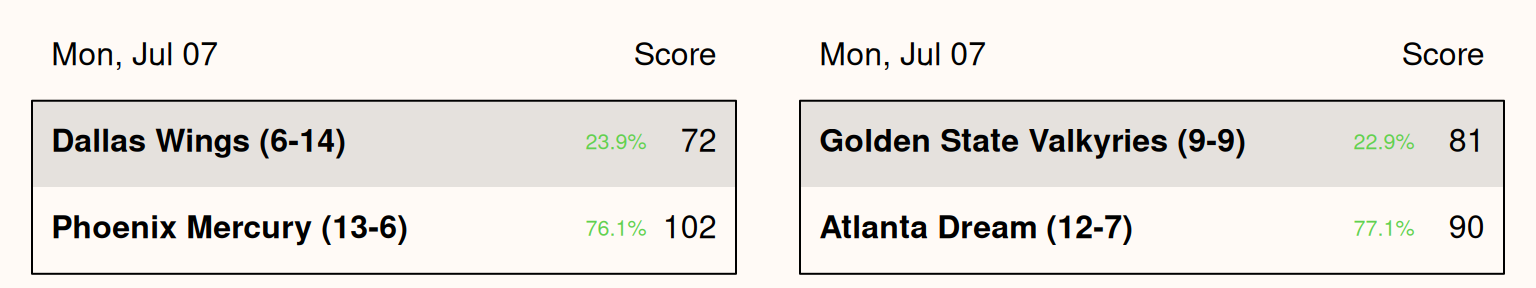 Mon, Jul 07 Score
Dallas Wings (6-14) 23.9% 72
Phoenix Mercury (13-6) 76.1% 102
Mon, Jul 07 Score
Golden State Valkyries (9-9) 22.9% 81
Atlanta Dream (12-7) 77.1% 90